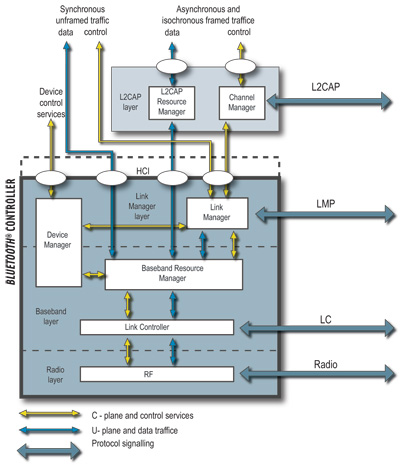 Synchronous
unframed traffic
data control
Asynchronous and
isochronous framed traffice
data control
Device
control
services
L2CAP
layer
L2CAP
Resource
Manager
Channel
Manager
L2CAP
HCI
Link
Manager
layer
Link
Manager
LMP
Device
Manager
BLUETOOTH® CONTROLLER
Baseband Resource
Manager
Baseband
layer
Link Controller
LC
Radio
layer
RF
Radio
C - plane and control services
U- plane and data traffice
Protocol signalling